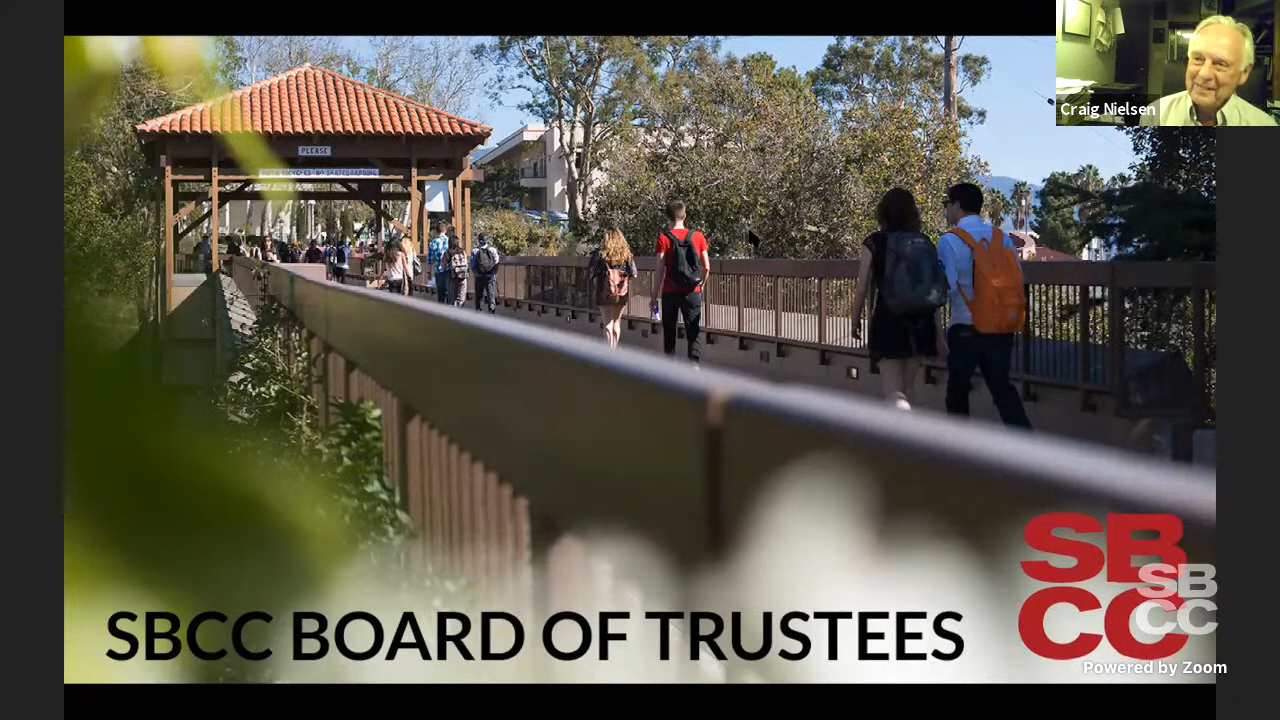 Craig Nielsen
PLEASE
SBCC BOARD OF TRUSTEES
SB
CC
SB
CC
Powered by Zoom